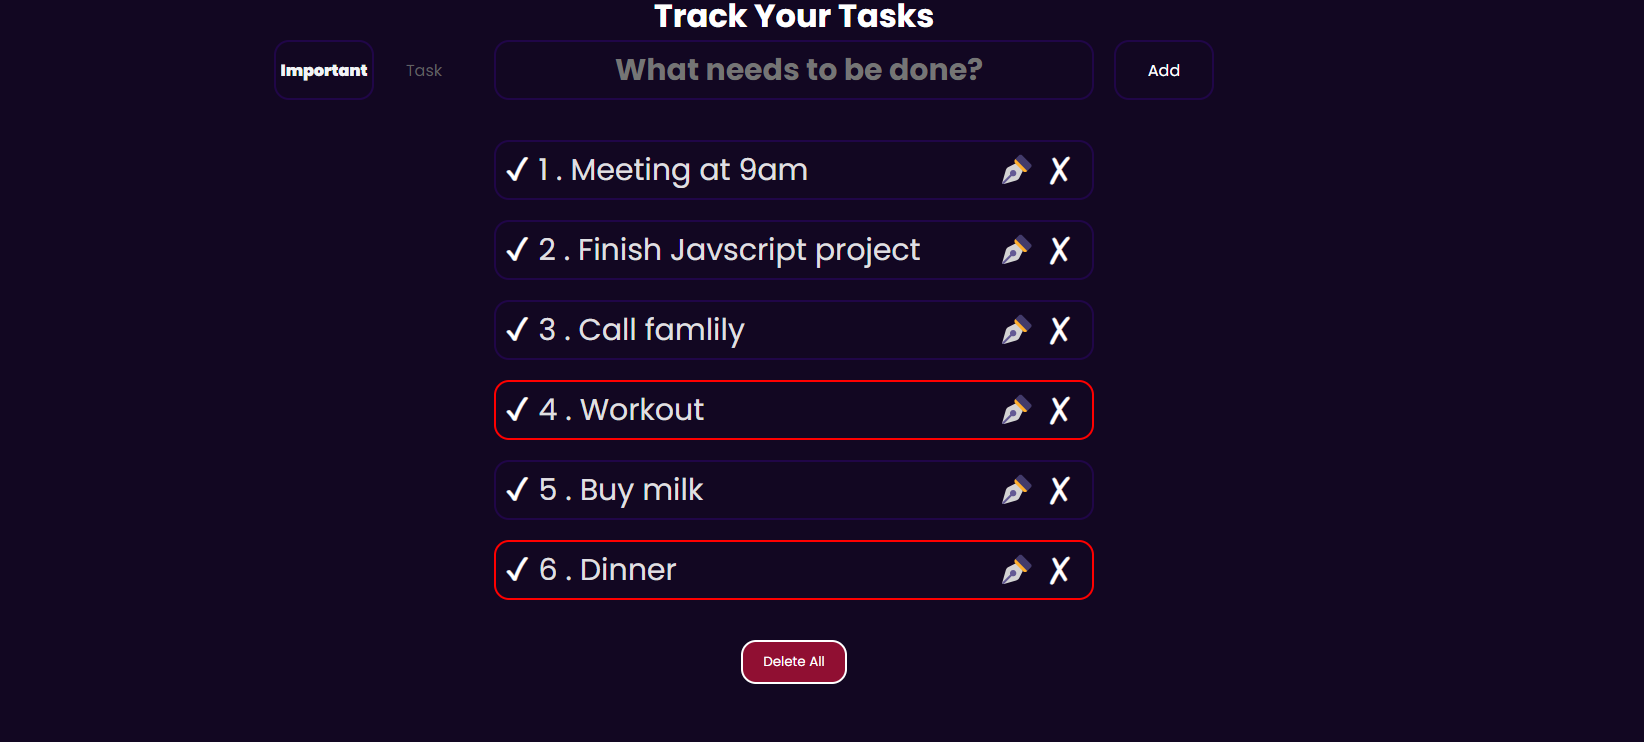 Track Your Tasks
Important Task What needs to be done? Add
✓ 1 . Meeting at 9am ✗
✓ 2 . Finish Javscript project ✗
✓ 3 . Call famlily ✗
✓ 4 . Workout ✗
✓ 5 . Buy milk ✗
✓ 6 . Dinner ✗
Delete All